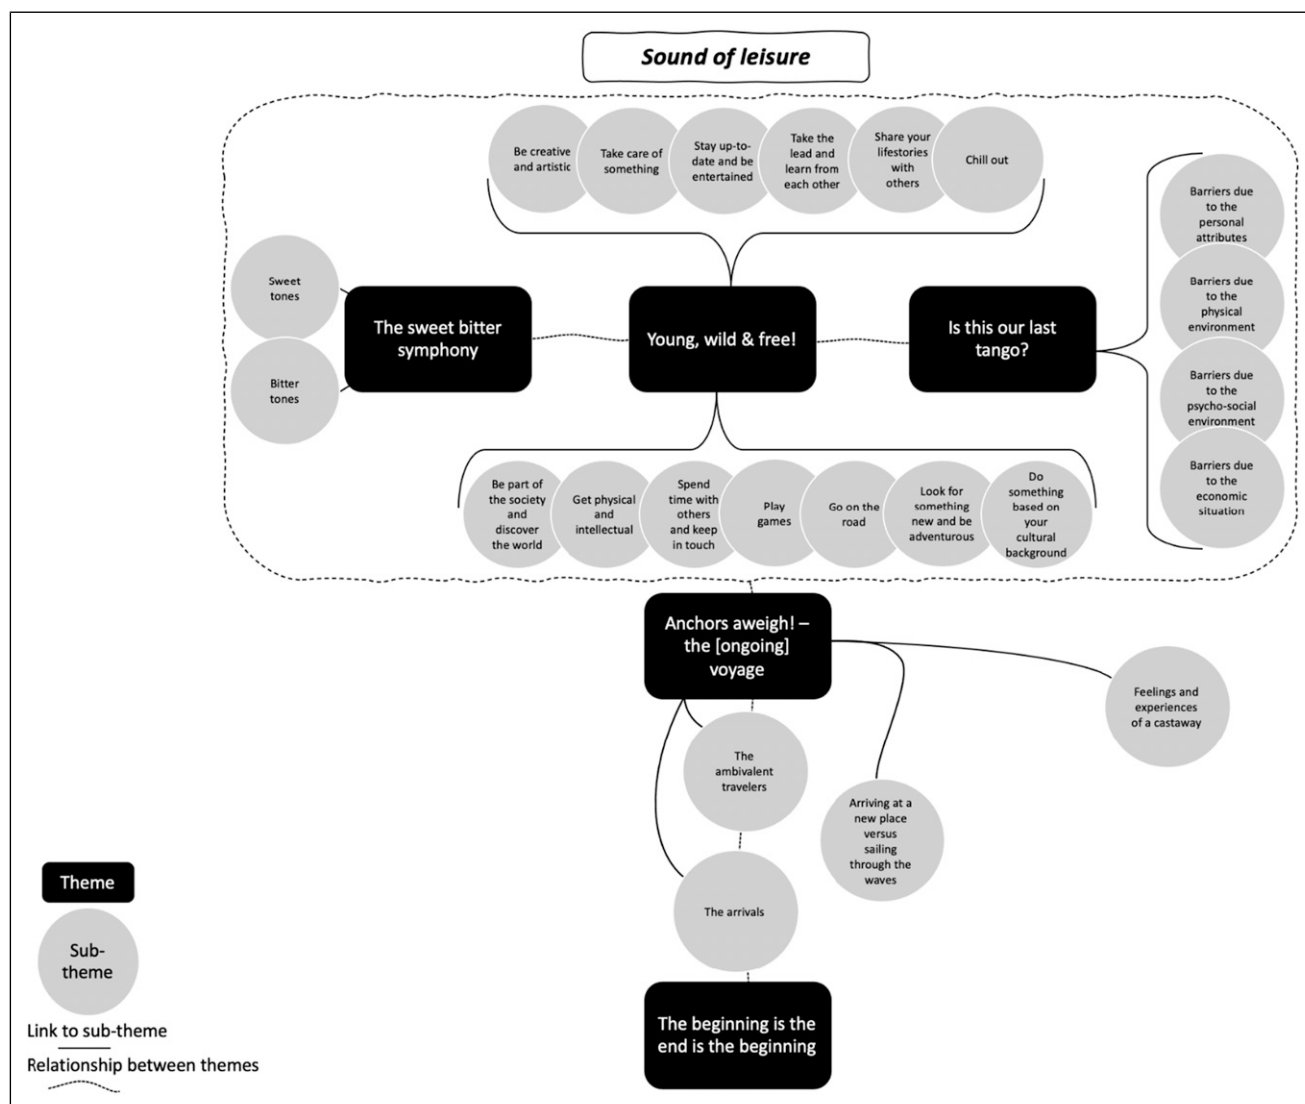 Sound of leisure
Be creative
and artistic
Take care of
something
Stay up-to-
date and be
entertained
Take the
lead and
learn from
each other
Share your
lifestories
with
others
Chill out
Barriers due
to the
personal
attributes
Barriers due
to the
physical
environment
Barriers due
to the
psycho-social
environment
Barriers due
to the
economic
situation
Sweet
tones
Bitter
tones
The sweet bitter
symphony
Young, wild & free!
Is this our last
tango?
Be part of
the society
and
discover
the world
Get physical
and
intellectual
Spend
time with
others
and keep
in touch
Play
games
Go on the
road
Look for
something
new and be
adventurous
Do
something
based on
your
cultural
background
Anchors aweigh! –
the [ongoing]
voyage
Feelings and
experiences
of a castaway
The
ambivalent
travelers
Arriving at a
new place
versus
sailing
through the
waves
The arrivals
The beginning is the
end is the beginning
Theme
Sub-
theme
Link to sub-theme
Relationship between themes